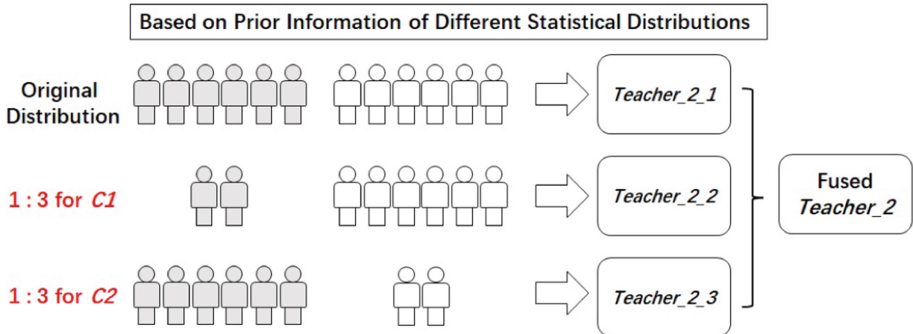 Based on Prior Information of Different Statistical Distributions
Original
Distribution
Teacher_2_1
1 : 3 for C1
Teacher_2_2
Fused
Teacher_2
1 : 3 for C2
Teacher_2_3